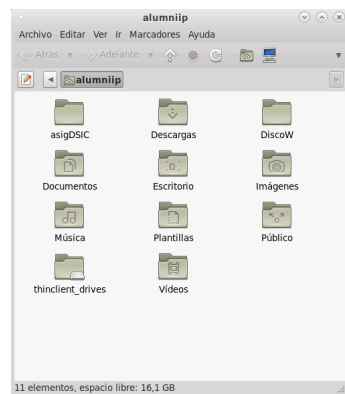 alumniip
Archivo Editar Ver Ir Marcadores Ayuda
Atrás Adelante
alumniip
asigDSIC Descargas DiscoW
Documentos Escritorio Imágenes
Música Plantillas Público
thinclient_drives Vídeos
11 elementos, espacio libre: 16,1 GB